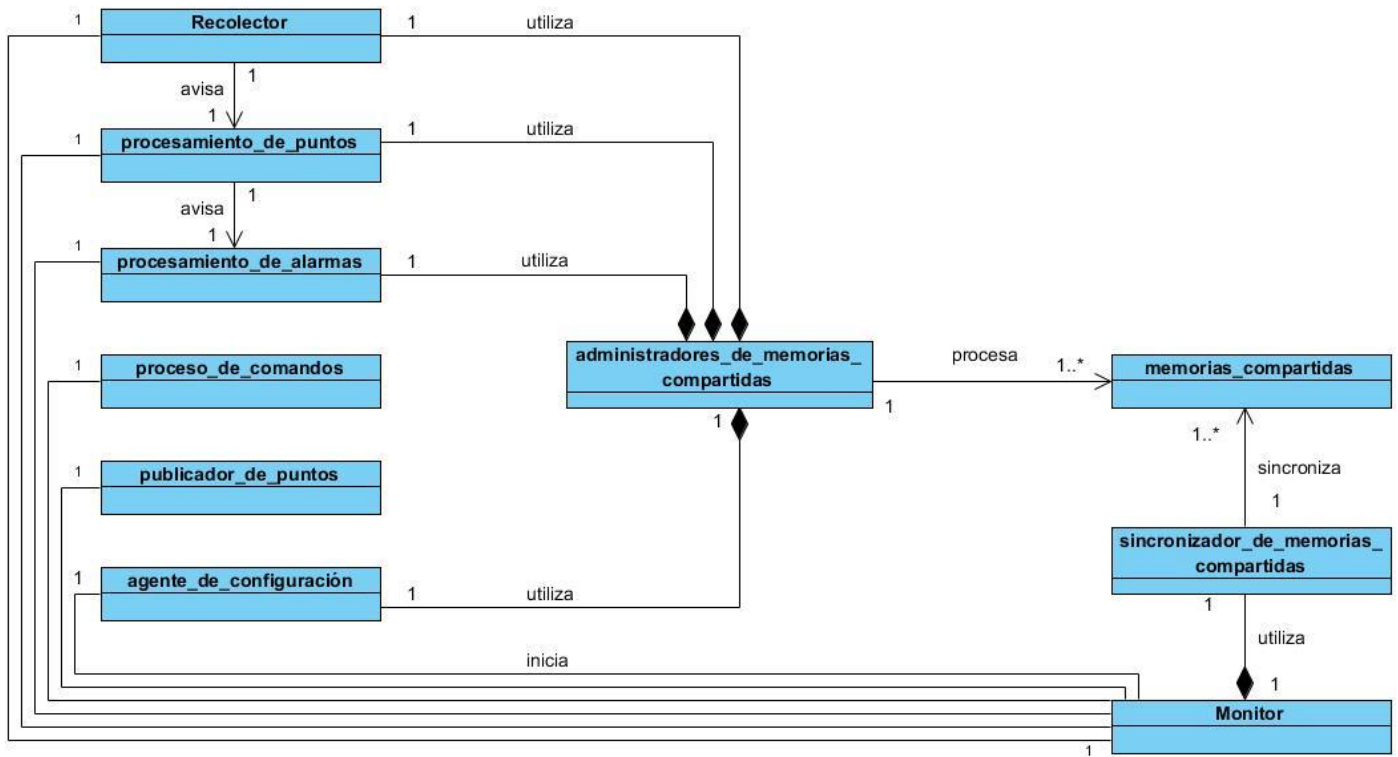 1
Recolector
1
utiliza
1
avisa
1
1
procesamiento_de_puntos
1
utiliza
1
avisa
1
1
procesamiento_de_alarmas
1
utiliza
1
proceso_de_comandos
administradores_de_memorias_
compartidas
1
1
procesa
1..*
memorias_compartidas
1..*
sincroniza
1
1
publicador_de_puntos
sincronizador_de_memorias_
compartidas
1
utiliza
1
1
agente_de_configuración
1
utiliza
inicia
Monitor
1